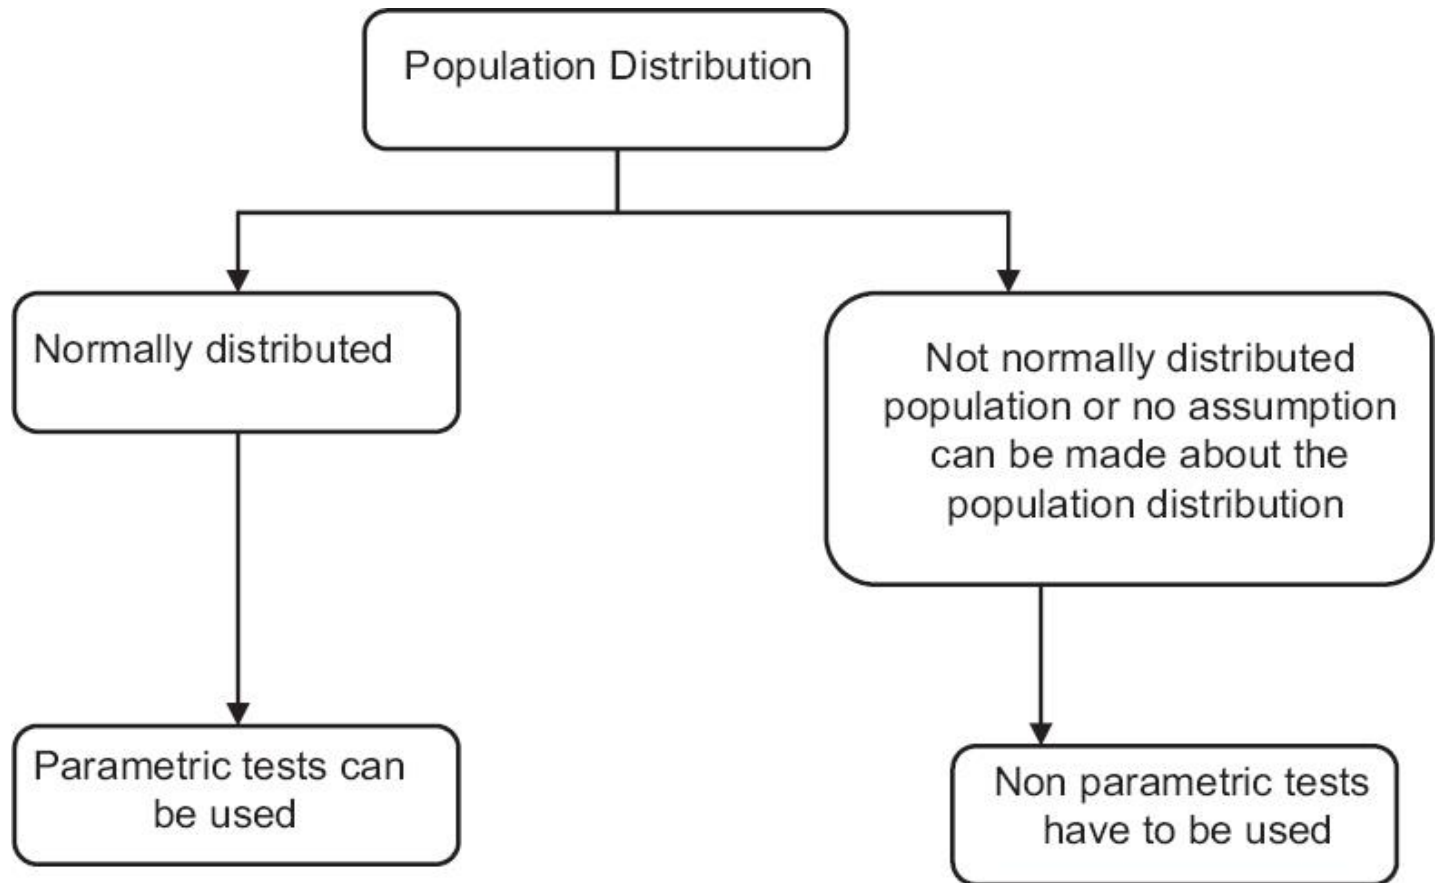 Population Distribution
Normally distributed
Not normally distributed
population or no assumption
can be made about the
population distribution
Parametric tests can
be used
Non parametric tests
have to be used